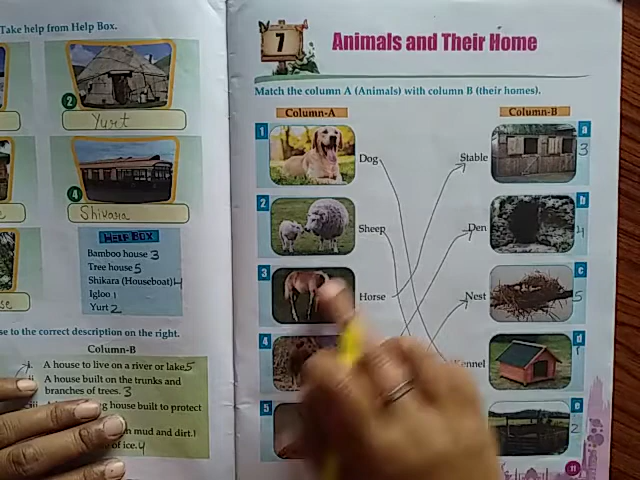 Take help from Help Box.
2
Yurt
4
Shikara
HELP BOX
Bamboo house 3
Tree house 5
Shikara (Houseboat) 4
Igloo 1
Yurt 2
se to the correct description on the right.
Column-B
i. A house to live on a river or lake 5
A house built on the trunks and
branches of trees. 3
house built to protect
mud and dirt. 1
of ice. 4
7
Animals and Their Home
Match the column A (Animals) with column B (their homes).
Column-A
Column-B
1
Dog
Stable
a
3
2
Sheep
Den
b
4
3
Horse
Nest
c
5
4
Kennel
d
1
5
e
2
11